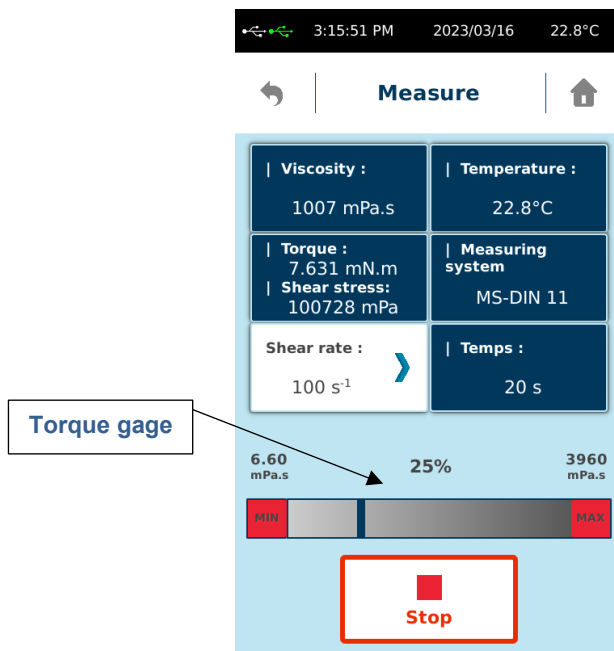 3:15:51 PM 2023/03/16 22.8°C
Measure
| Viscosity :
1007 mPa.s
| Temperature :
22.8°C
| Torque :
7.631 mN.m
| Shear stress:
100728 mPa
| Measuring
system
MS-DIN 11
Shear rate :
100 s⁻¹
| Temps :
20 s
Torque gage
6.60
mPa.s
25%
3960
mPa.s
MIN
MAX
Stop